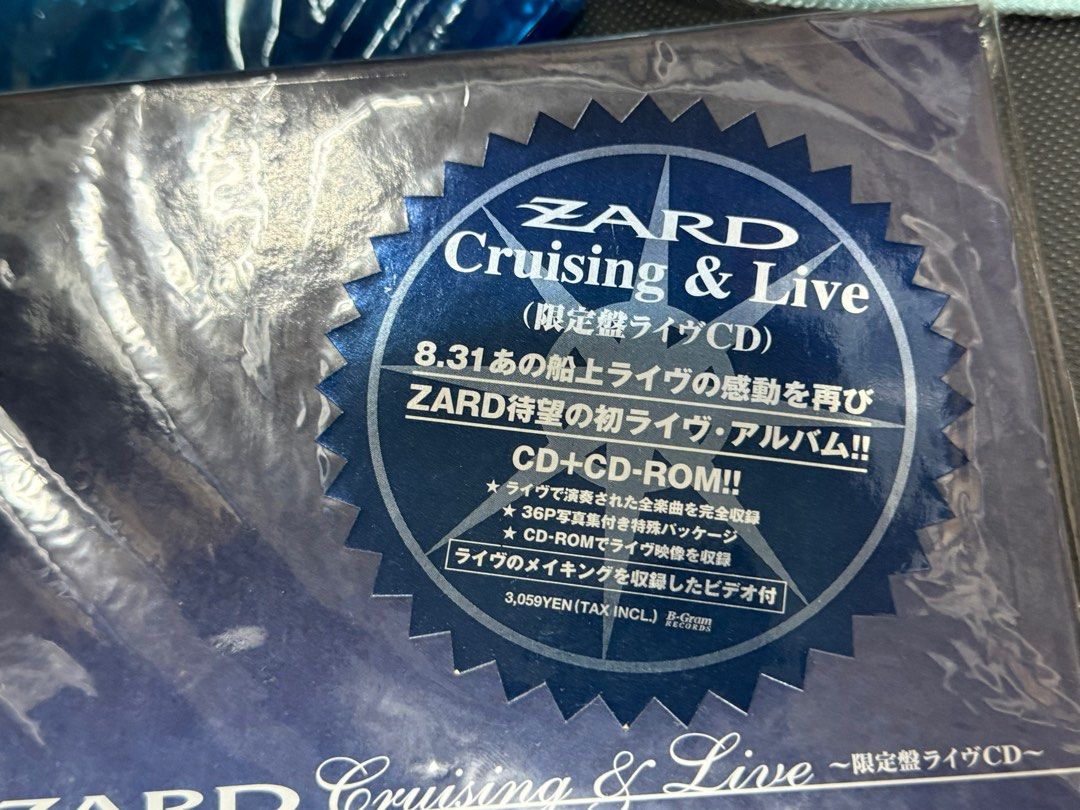 ZARD
Cruising & Live
(限定盤ライヴCD)
8.31あの船上ライヴの感動を再び
ZARD待望の初ライヴ・アルバム!!
CD+CD-ROM!!
★ ライヴで演奏された全楽曲を完全収録
★ 36P写真集付き特殊パッケージ
★ CD-ROMでライヴ映像を収録
ライヴのメイキングを収録したビデオ付
3,059YEN(TAX INCL.) B-Gram RECORDS
ZARD Cruising & Live ~限定盤ライヴCD~